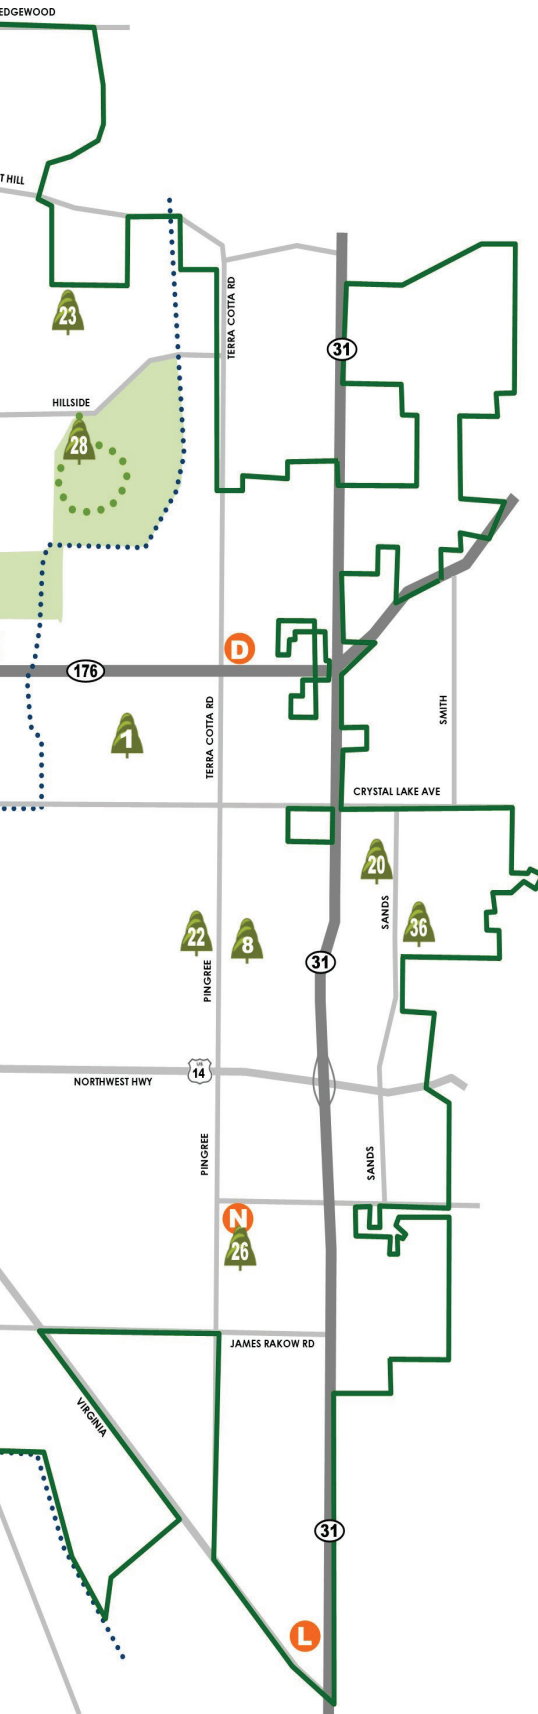 EDGEWOOD
T HILL
TERRA COTTA RD
23
31
HILLSIDE
28
D
176
TERRA COTTA RD
SMITH
1
CRYSTAL LAKE AVE
20
SANDS
36
22
8
31
PINGREE
US
14
NORTHWEST HWY
PINGREE
SANDS
N
26
JAMES RAKOW RD
VIRGINIA
31
L